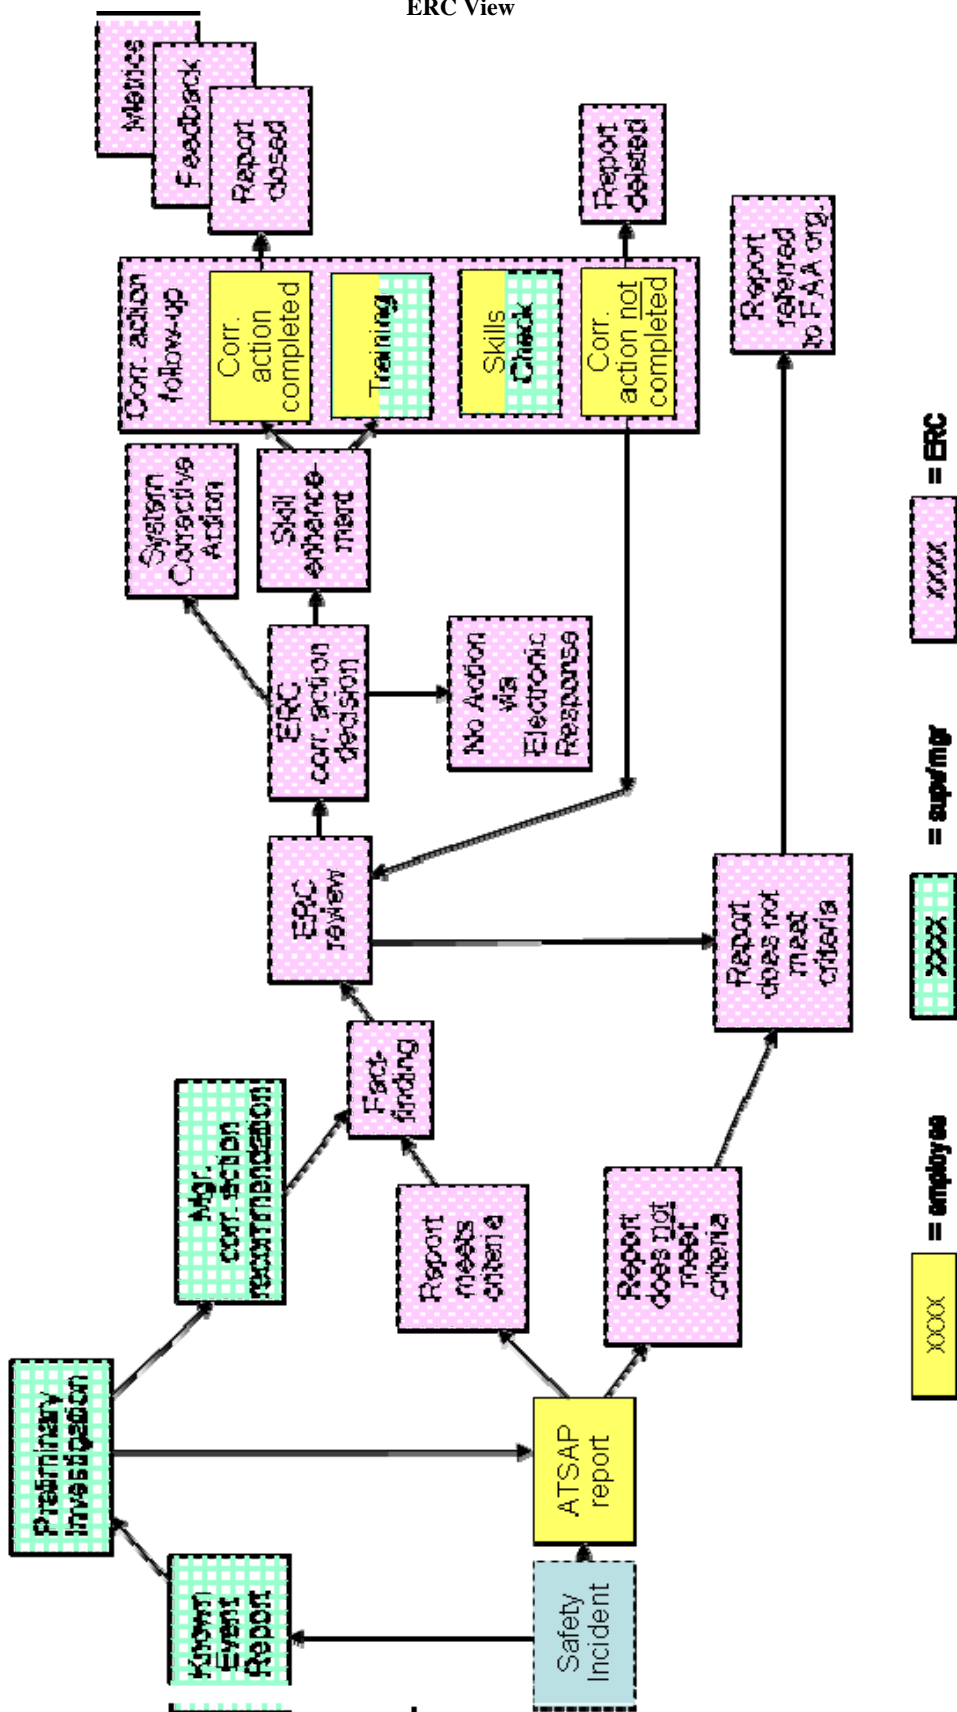 ERC View
Known
Event
Report
Safety
Incident
Preliminary
Investigation
ATSAP
report
Mgr.
corr. action
recommendation
Report
meets
criteria
Report
does not
meet
criteria
Fact-
finding
ERC
review
Report
does not
meet
criteria
ERC
corr. action
decision
System
Corrective
Action
Skill
enhance-
ment
No Action
via
Electronic
Response
Corr. action
follow-up
Corr.
action
completed
Training
Skills
Check
Corr.
action not
completed
Metrics
Feedback
Report
closed
Report
deleted
Report
referred
to FAA org.
xxxx = employee
xxxx = supv/mgr
xxxx = ERC